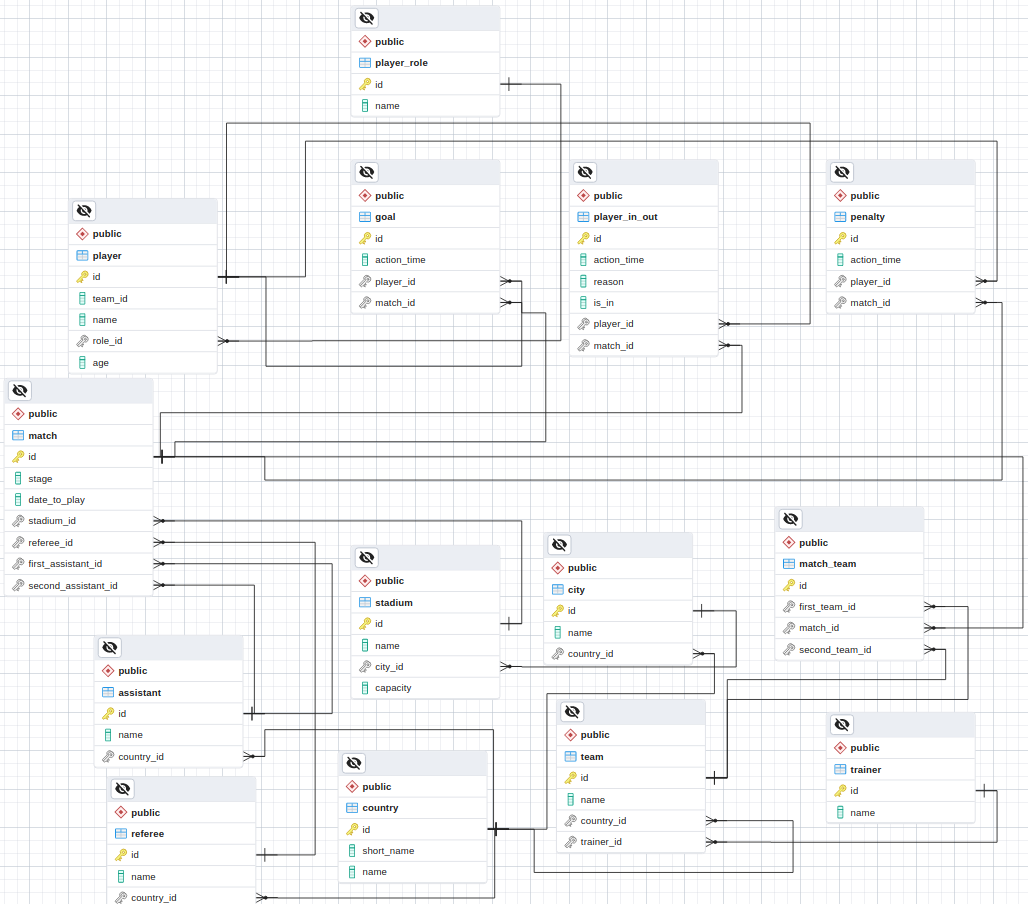 public
player_role
id
name
public
player
id
team_id
name
role_id
age
public
goal
id
action_time
player_id
match_id
public
player_in_out
id
action_time
reason
is_in
player_id
match_id
public
penalty
id
action_time
player_id
match_id
public
match
id
stage
date_to_play
stadium_id
referee_id
first_assistant_id
second_assistant_id
public
stadium
id
name
city_id
capacity
public
city
id
name
country_id
public
match_team
id
first_team_id
match_id
second_team_id
public
assistant
id
name
country_id
public
referee
id
name
country_id
public
country
id
short_name
name
public
team
id
name
country_id
trainer_id
public
trainer
id
name